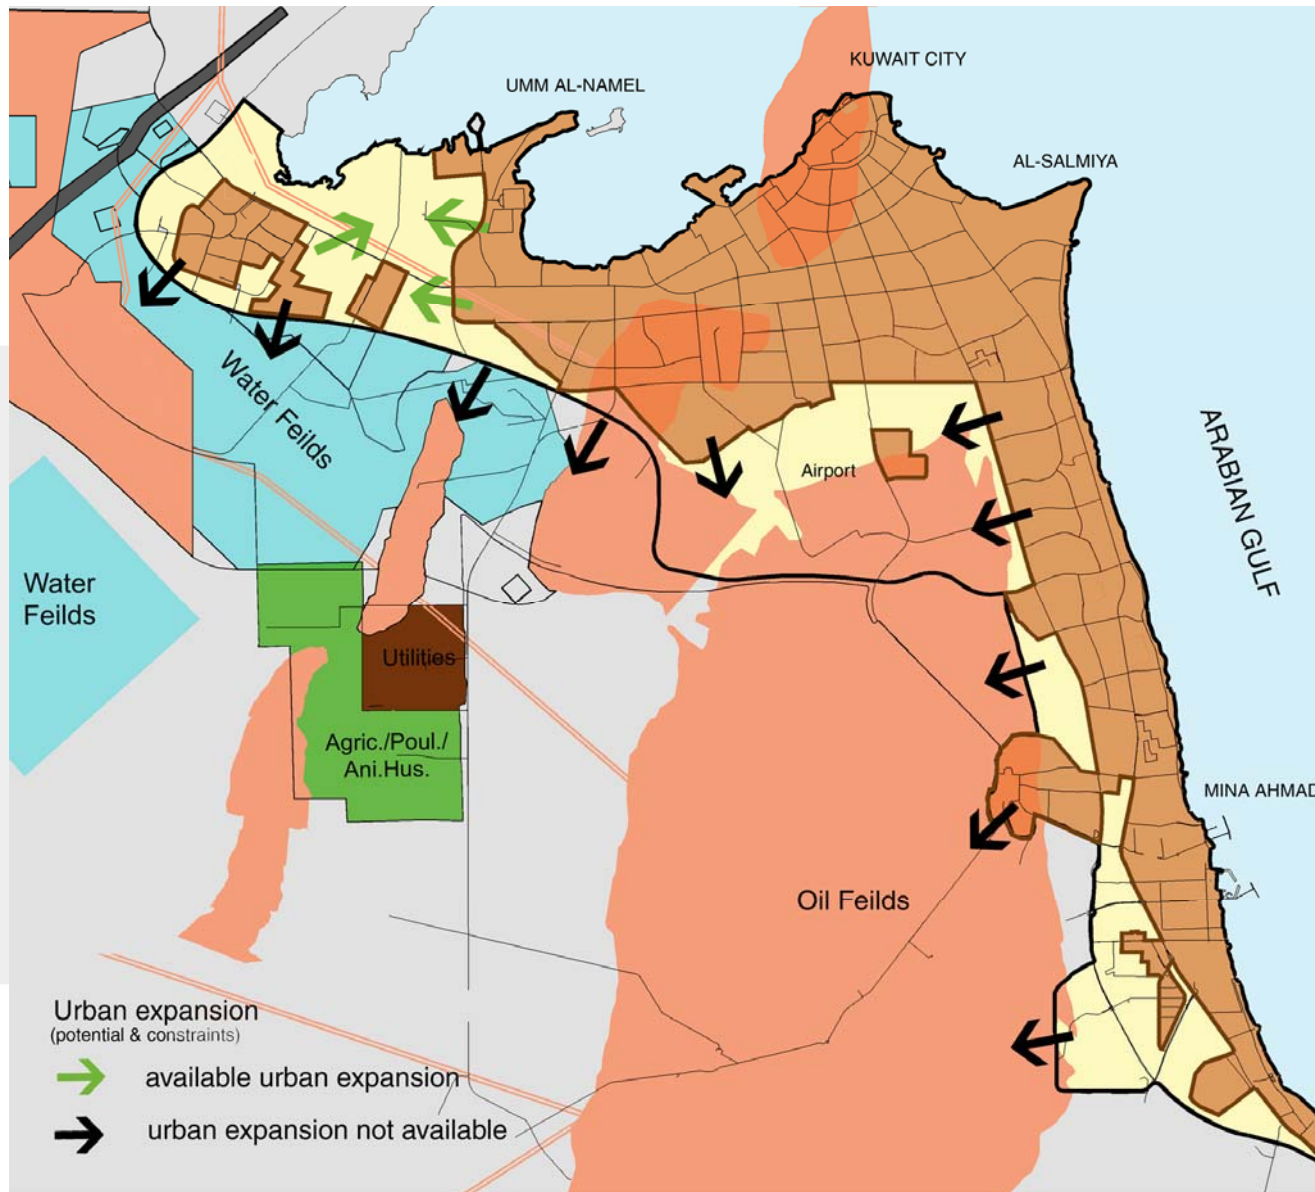 KUWAIT CITY
UMM AL-NAMEL
AL-SALMIYA
Water Feilds
Airport
ARABIAN GULF
Water
Feilds
Utilities
Agric./Poul./
Ani.Hus.
MINA AHMAD
Oil Feilds
Urban expansion
(potential & constraints)
available urban expansion
urban expansion not available